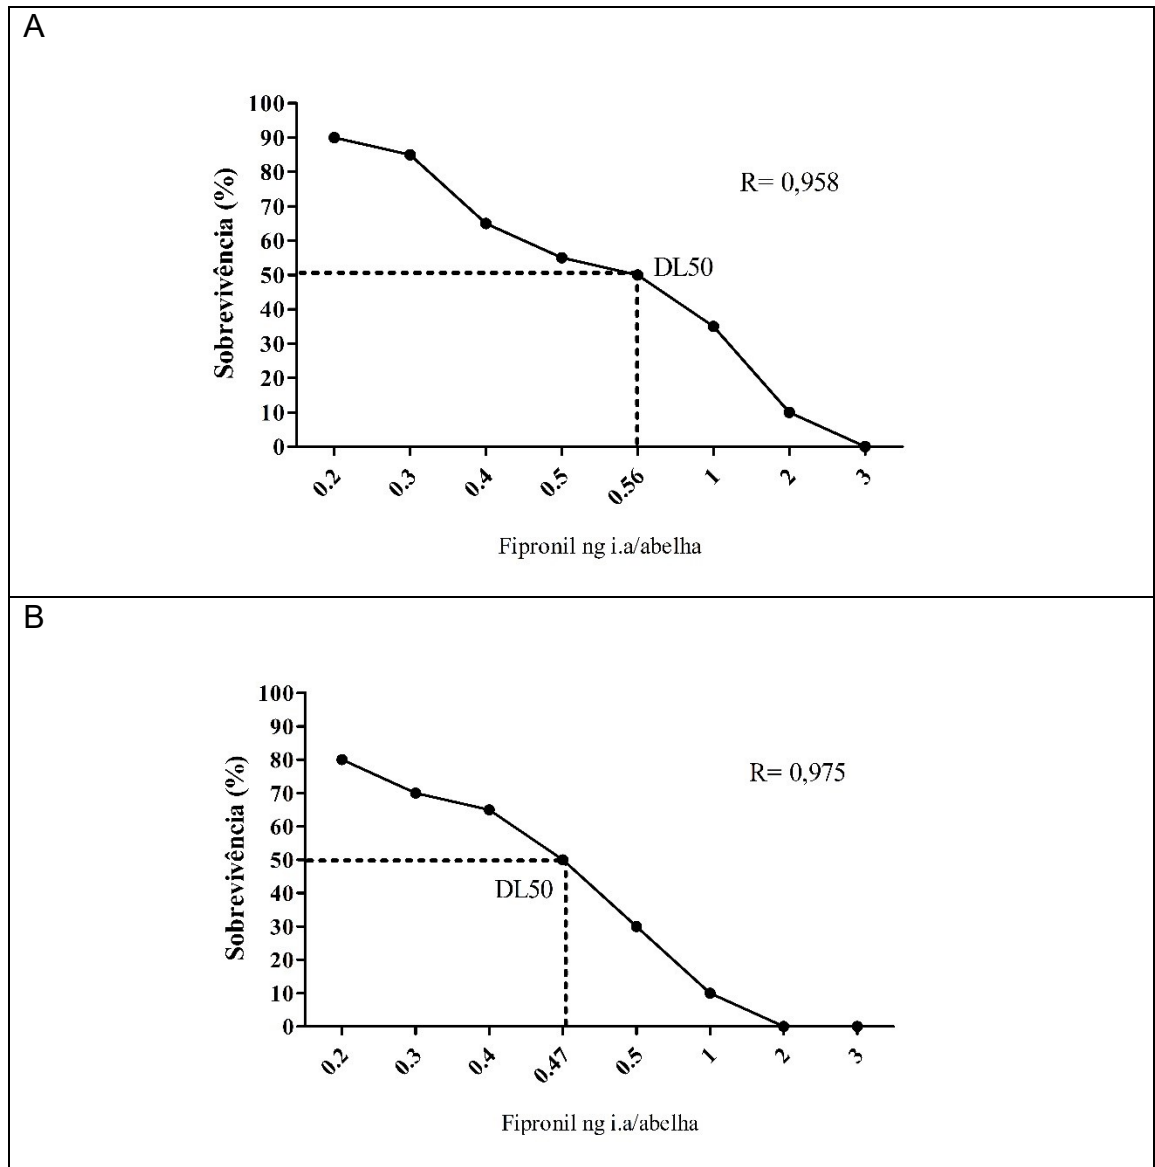 A
100
90
80
70
60
50
40
30
20
10
0
Sobrevivência (%)
R= 0,958
DL50
0.2 0.3 0.4 0.5 0.56 1 2 3
Fipronil ng i.a/abelha
B
100
90
80
70
60
50
40
30
20
10
0
Sobrevivência (%)
R= 0,975
DL50
0.2 0.3 0.4 0.47 0.5 1 2 3
Fipronil ng i.a/abelha